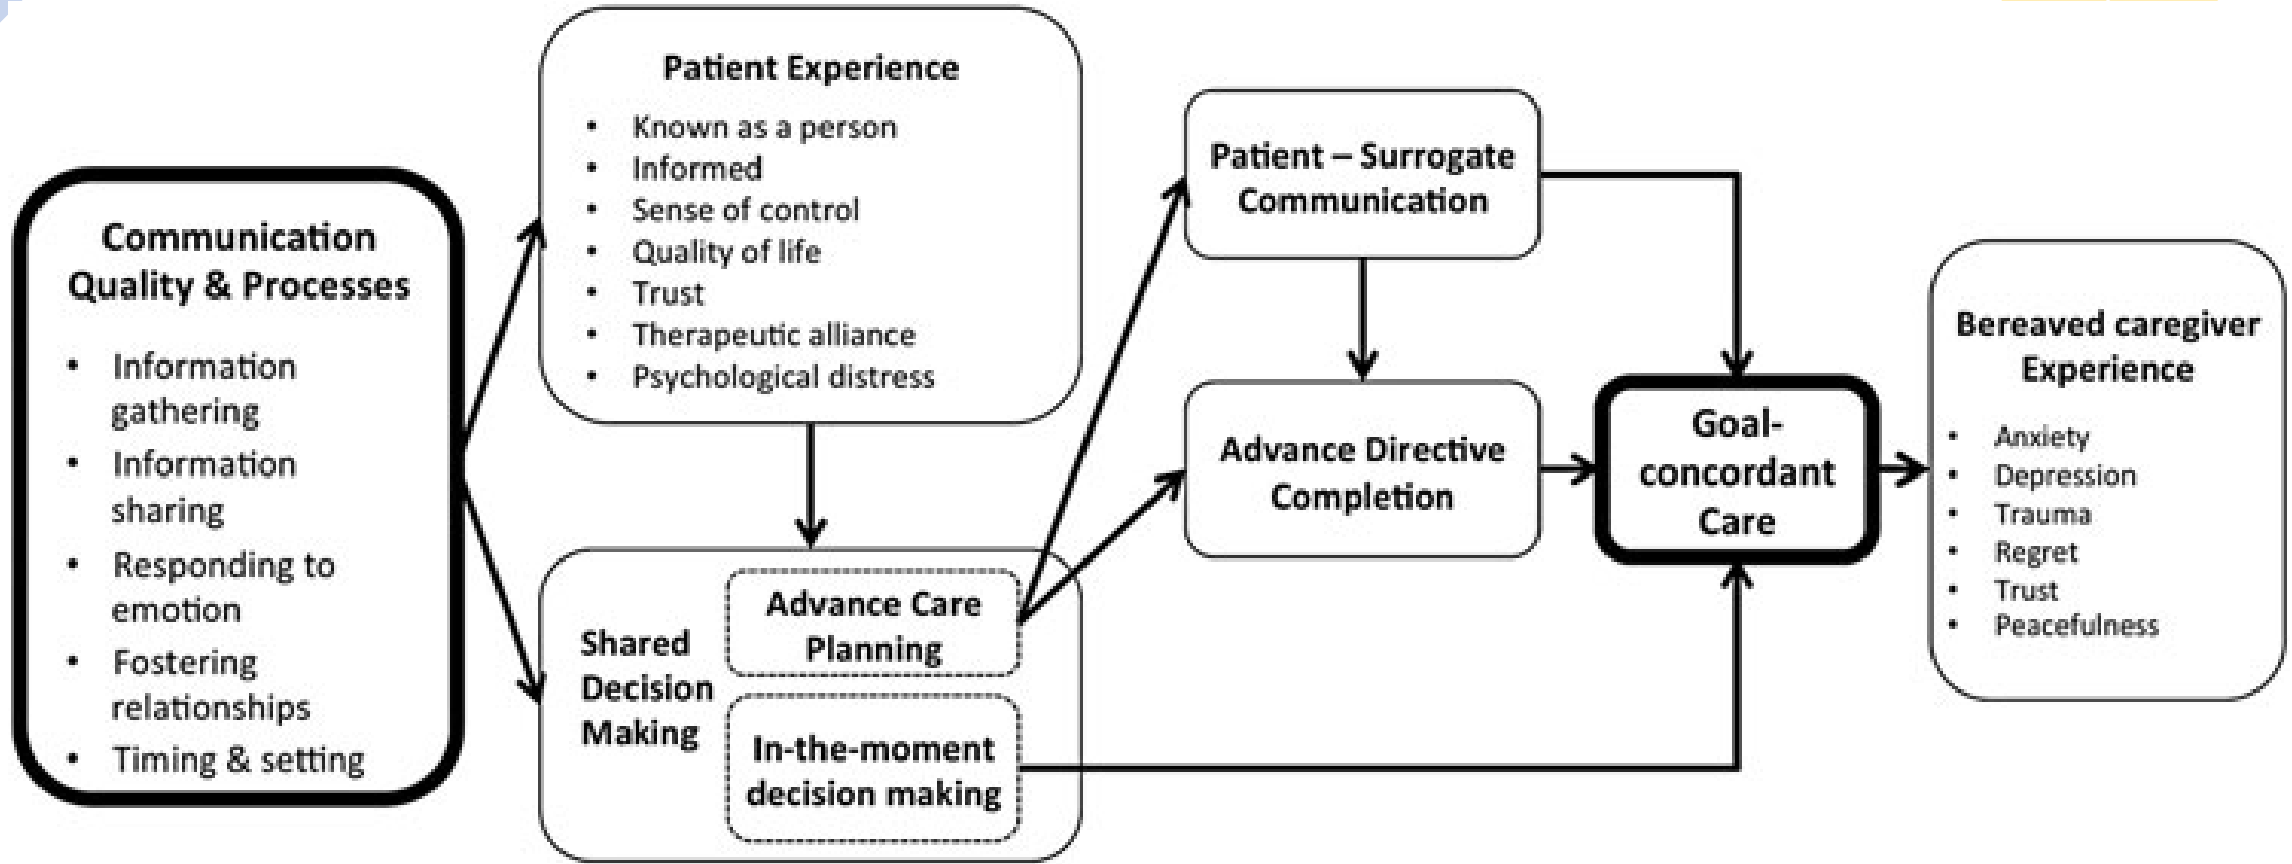 Communication
Quality & Processes
• Information
gathering
• Information
sharing
• Responding to
emotion
• Fostering
relationships
• Timing & setting
Patient Experience
• Known as a person
• Informed
• Sense of control
• Quality of life
• Trust
• Therapeutic alliance
• Psychological distress
Shared
Decision
Making
Advance Care
Planning
In-the-moment
decision making
Patient – Surrogate
Communication
Advance Directive
Completion
Goal-
concordant
Care
Bereaved caregiver
Experience
• Anxiety
• Depression
• Trauma
• Regret
• Trust
• Peacefulness